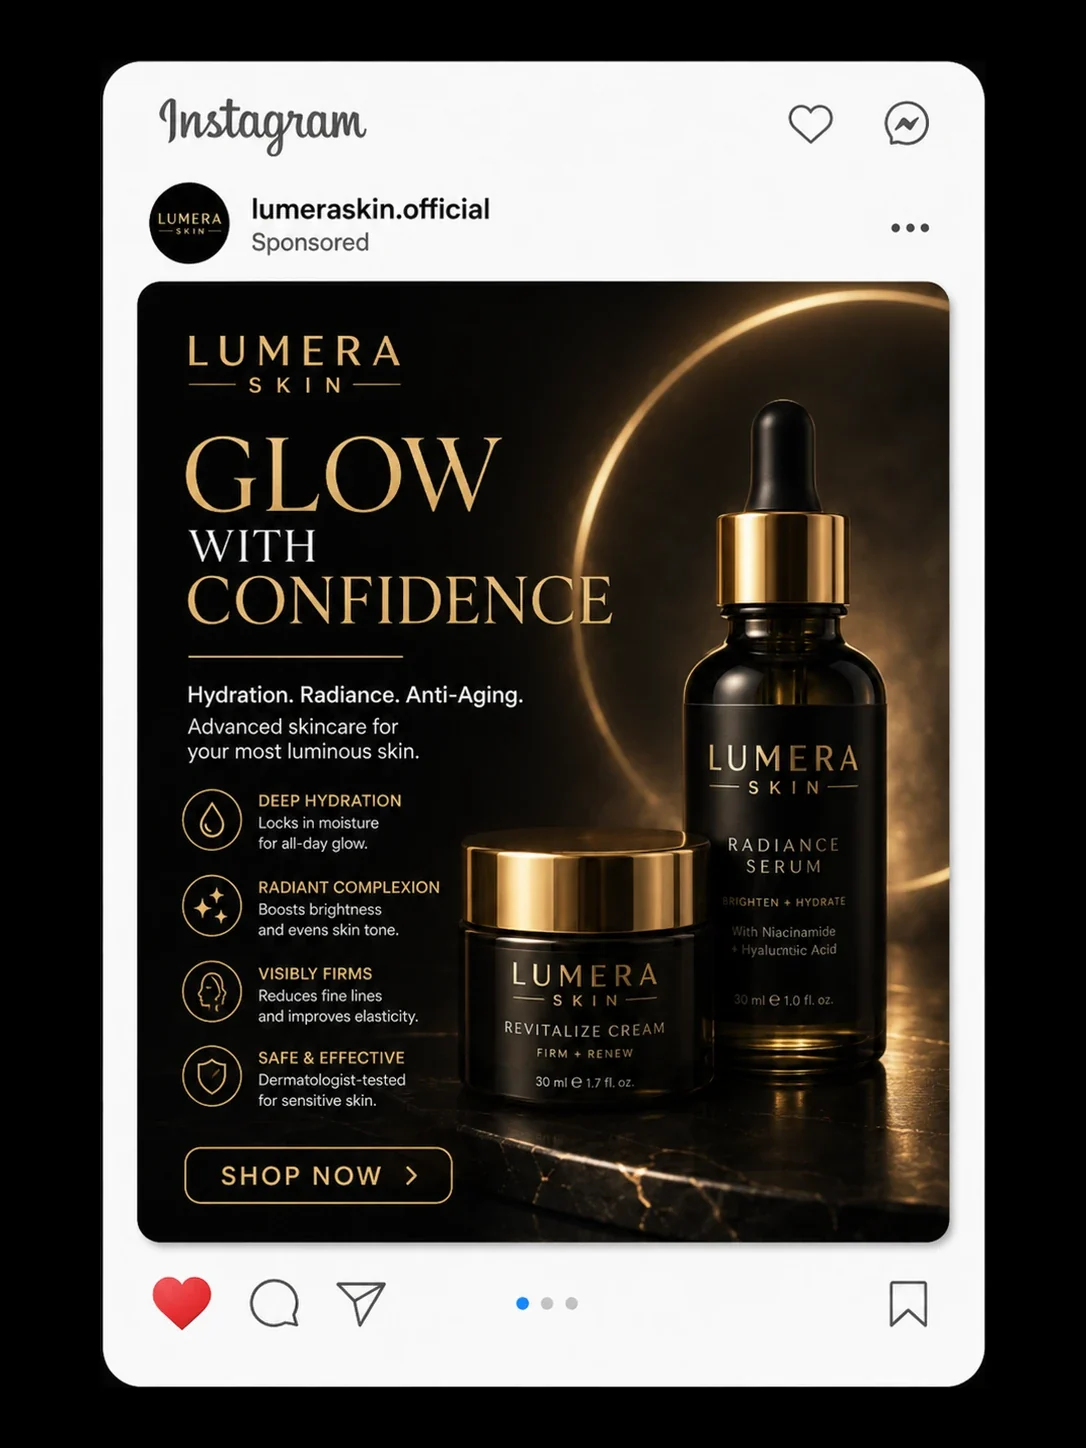 Instagram
LUMERA
SKIN
lumeraskin.official
Sponsored
LUMERA
SKIN
GLOW
WITH
CONFIDENCE
Hydration. Radiance. Anti-Aging.
Advanced skincare for
your most luminous skin.
DEEP HYDRATION
Locks in moisture
for all-day glow.
RADIANT COMPLEXION
Boosts brightness
and evens skin tone.
VISIBLY FIRMS
Reduces fine lines
and improves elasticity.
SAFE & EFFECTIVE
Dermatologist-tested
for sensitive skin.
SHOP NOW >
LUMERA
SKIN
REVITALIZE CREAM
FIRM + RENEW
30 ml ℮ 1.7 fl. oz.
LUMERA
SKIN
RADIANCE
SERUM
BRIGHTEN + HYDRATE
With Niacinamide
+ Acid
30 ml ℮ 1.0 fl. oz.